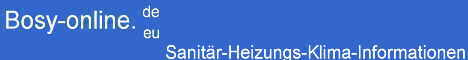 Bosy-online. de
eu
Sanitär-Heizungs-Klima-Informationen